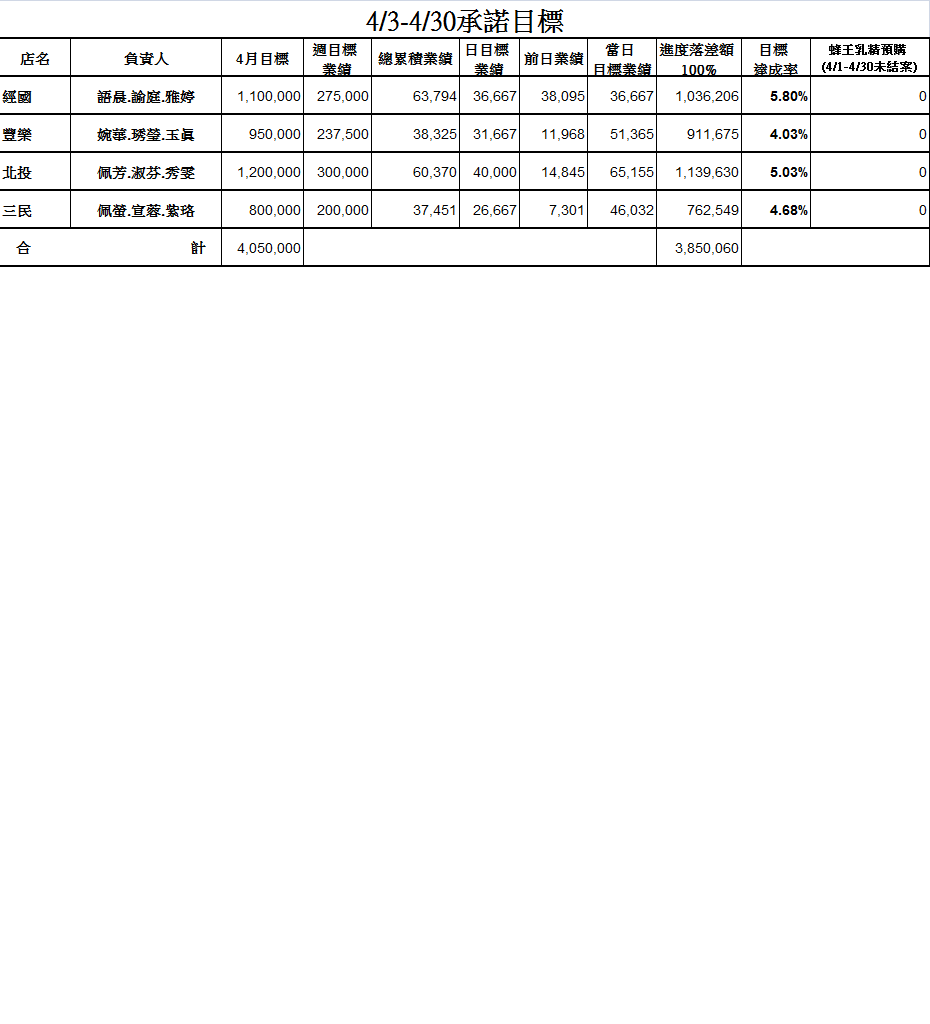 4/3-4/30承諾目標
店名 負責人 4月目標 週目標業績 總累積業績 日目標業績 前日業績 當日目標業績 進度落差額100% 目標達成率 蜂王乳精預購(4/1-4/30未結案)
經國 語晨.諭庭.雅婷 1,100,000 275,000 63,794 36,667 38,095 36,667 1,036,206 5.80% 0
豐樂 婉華.琇瑩.玉眞 950,000 237,500 38,325 31,667 11,968 51,365 911,675 4.03% 0
北投 佩芳.淑芬.秀雯 1,200,000 300,000 60,370 40,000 14,845 65,155 1,139,630 5.03% 0
三民 佩螢.宣蓉.紫珞 800,000 200,000 37,451 26,667 7,301 46,032 762,549 4.68% 0
合 計 4,050,000 3,850,060